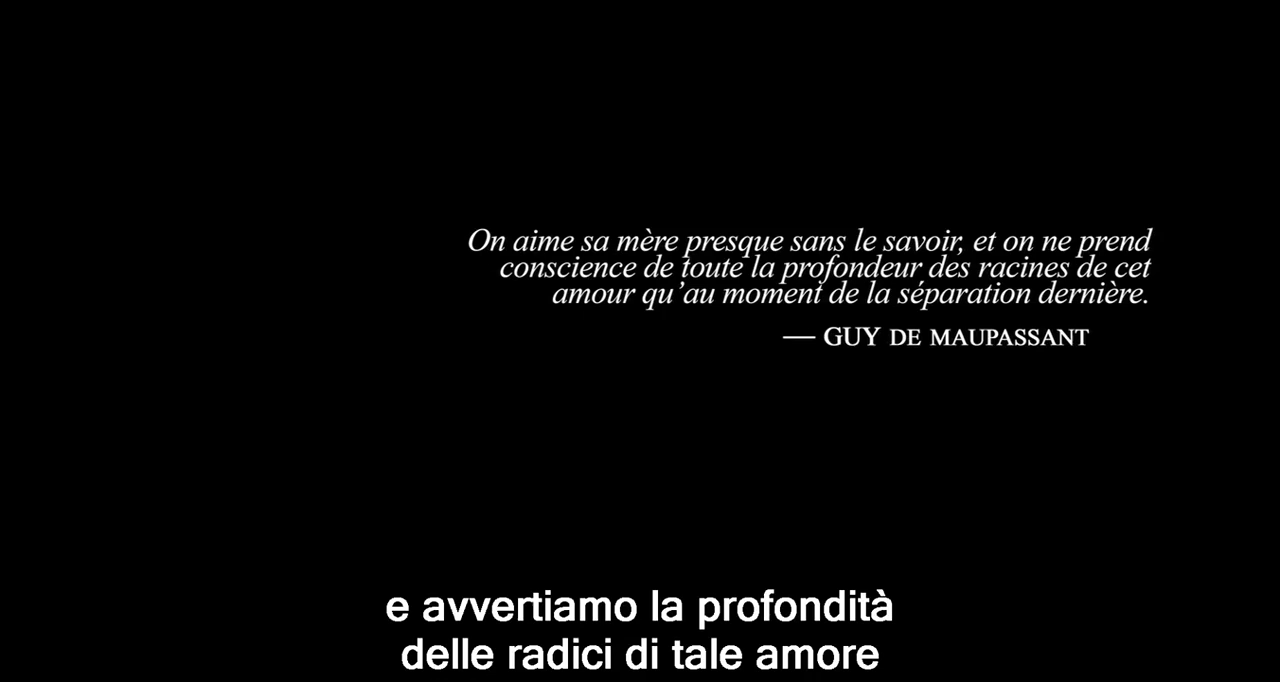 On aime sa mère presque sans le savoir, et on ne prend
conscience de toute la profondeur des racines de cet
amour qu’au moment de la séparation dernière.
— GUY DE MAUPASSANT
e avvertiamo la profondità
delle radici di tale amore